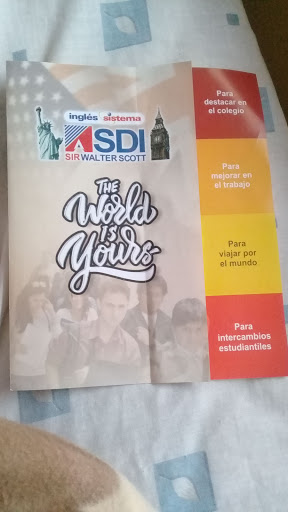 inglés sistema
ASDI
SIR WALTER SCOTT
THE
World
IS
Yours
Para
destacar en
el colegio
Para
mejorar en
el trabajo
Para
viajar por
el mundo
Para
intercambios
estudiantiles